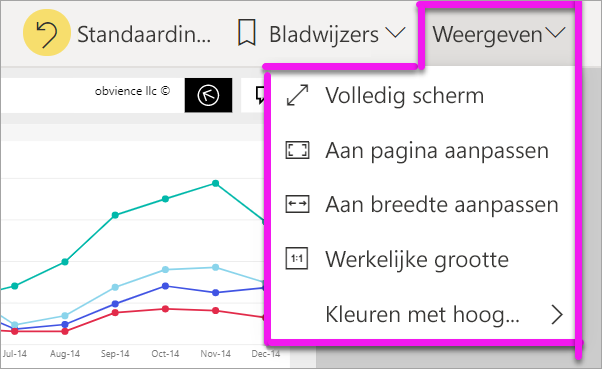 Standaardin...
Bladwijzers
Weergeven
obvience llc ©
Volledig scherm
Aan pagina aanpassen
Aan breedte aanpassen
1:1
Werkelijke grootte
Kleuren met hoog...
Jul-14 Aug-14 Sep-14 Oct-14 Nov-14 Dec-14